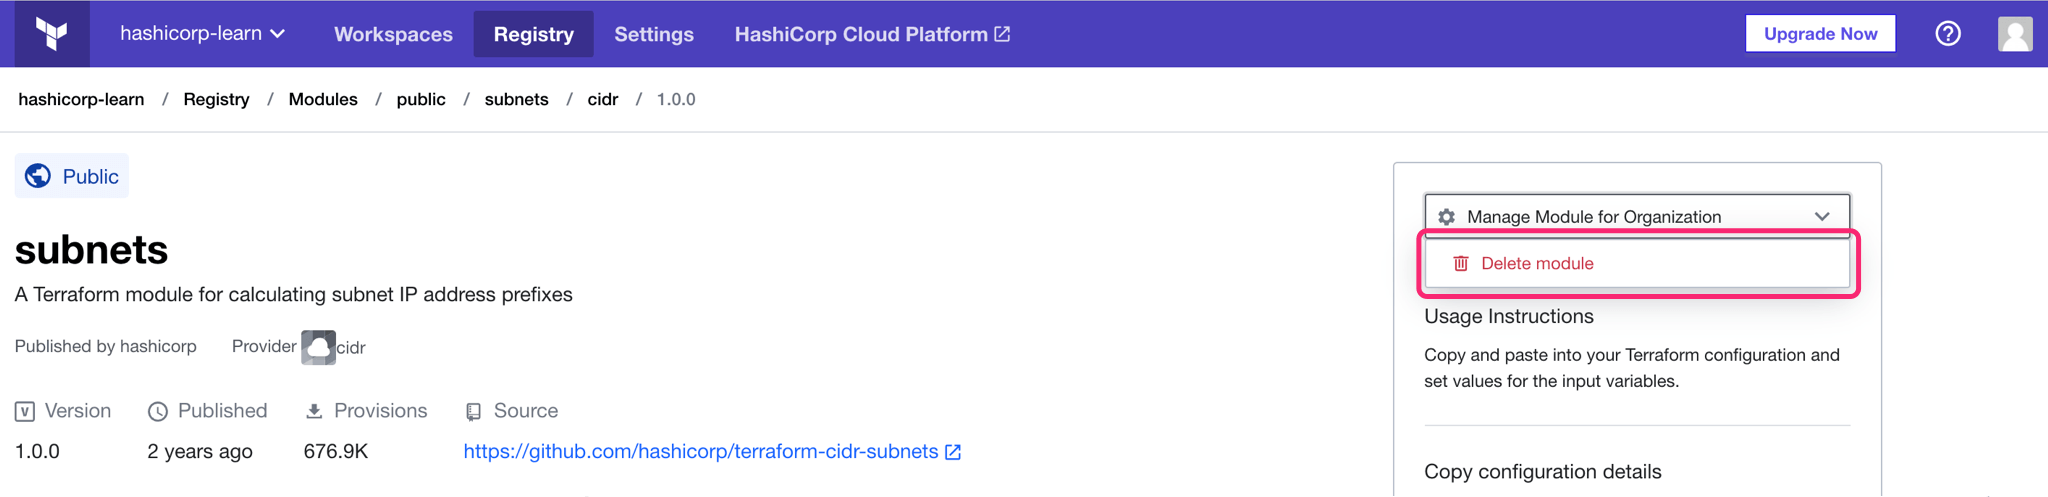 hashicorp-learn Workspaces Registry Settings HashiCorp Cloud Platform Upgrade Now
hashicorp-learn / Registry / Modules / public / subnets / cidr / 1.0.0
Public
subnets
A Terraform module for calculating subnet IP address prefixes
Published by hashicorp Provider cidr
Version Published Provisions Source
1.0.0 2 years ago 676.9K https://github.com/hashicorp/terraform-cidr-subnets
Manage Module for Organization
Delete module
Usage Instructions
Copy and paste into your Terraform configuration and
set values for the input variables.
Copy configuration details